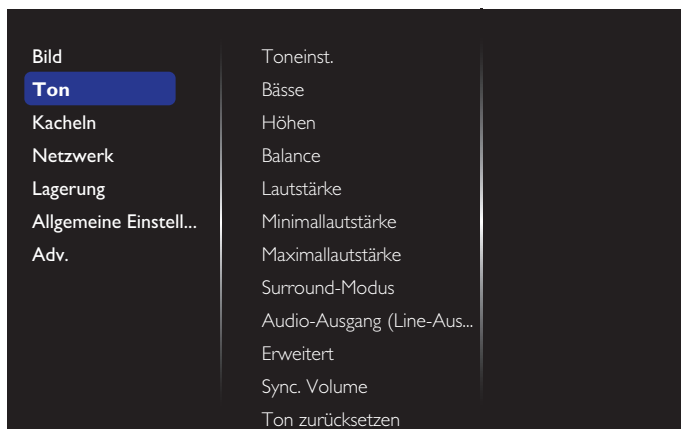 Bild
Ton
Kacheln
Netzwerk
Lagerung
Allgemeine Einstell...
Adv.
Toneinst.
Bässe
Höhen
Balance
Lautstärke
Minimallautstärke
Maximallautstärke
Surround-Modus
Audio-Ausgang (Line-Aus...
Erweitert
Sync. Volume
Ton zurücksetzen